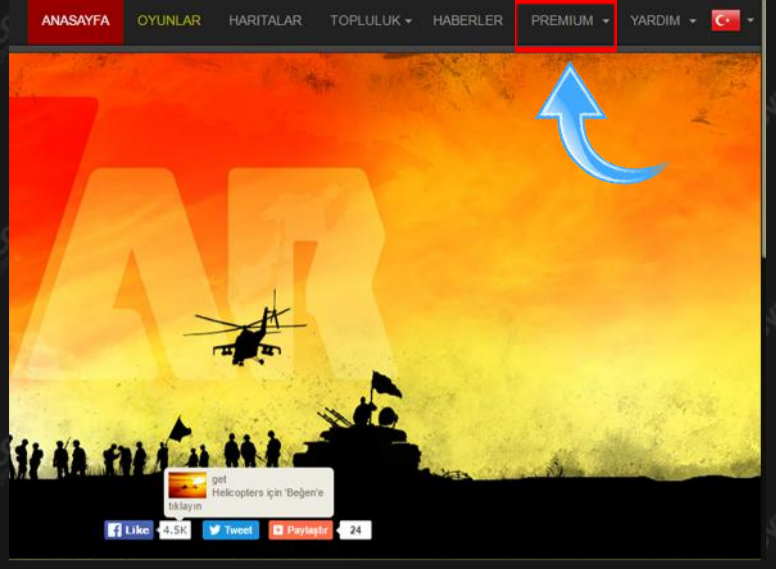 ANASAYFA OYUNLAR HARITALAR TOPLULUK HABERLER PREMIUM YARDIM
AR
get
Helicopters için 'Beğen'e
tıklayın
Like 4.5K Tweet Paylaştır 24